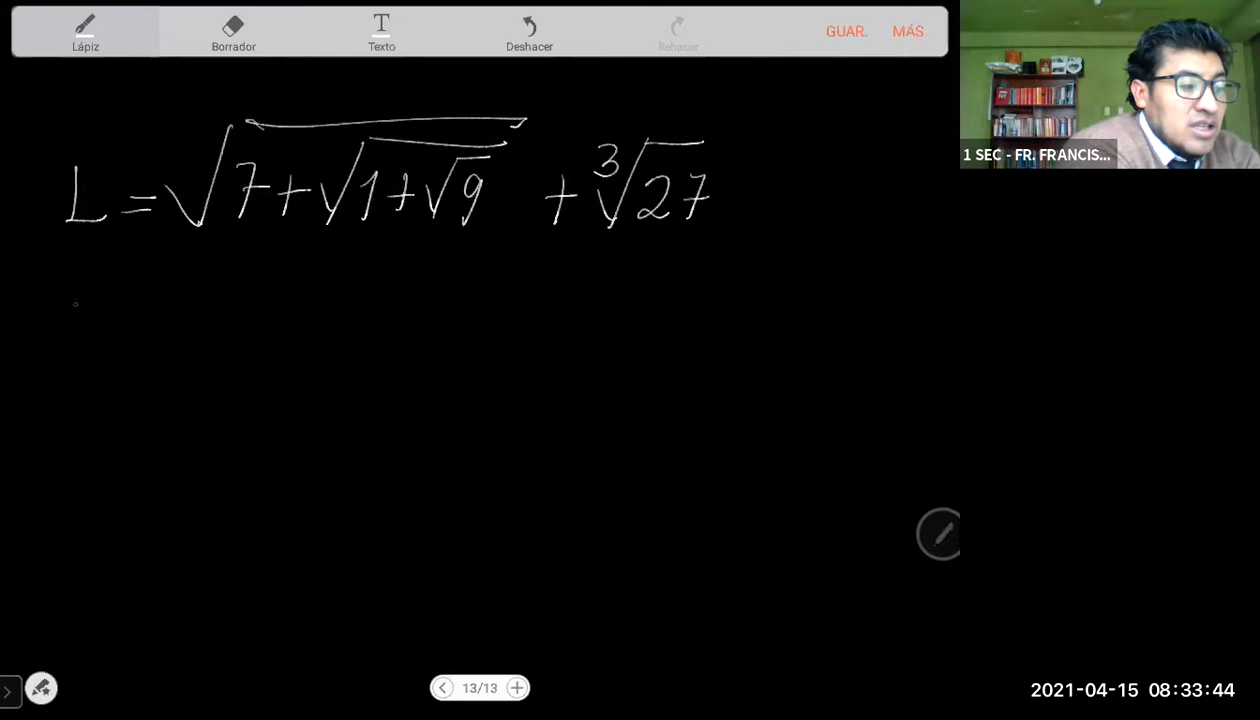 Lápiz Borrador Texto Deshacer Rehacer GUAR. MÁS
1 SEC - FR. FRANCIS...
L = √(7+√(1+√9)) + ∛27
13/13
2021-04-15 08:33:44